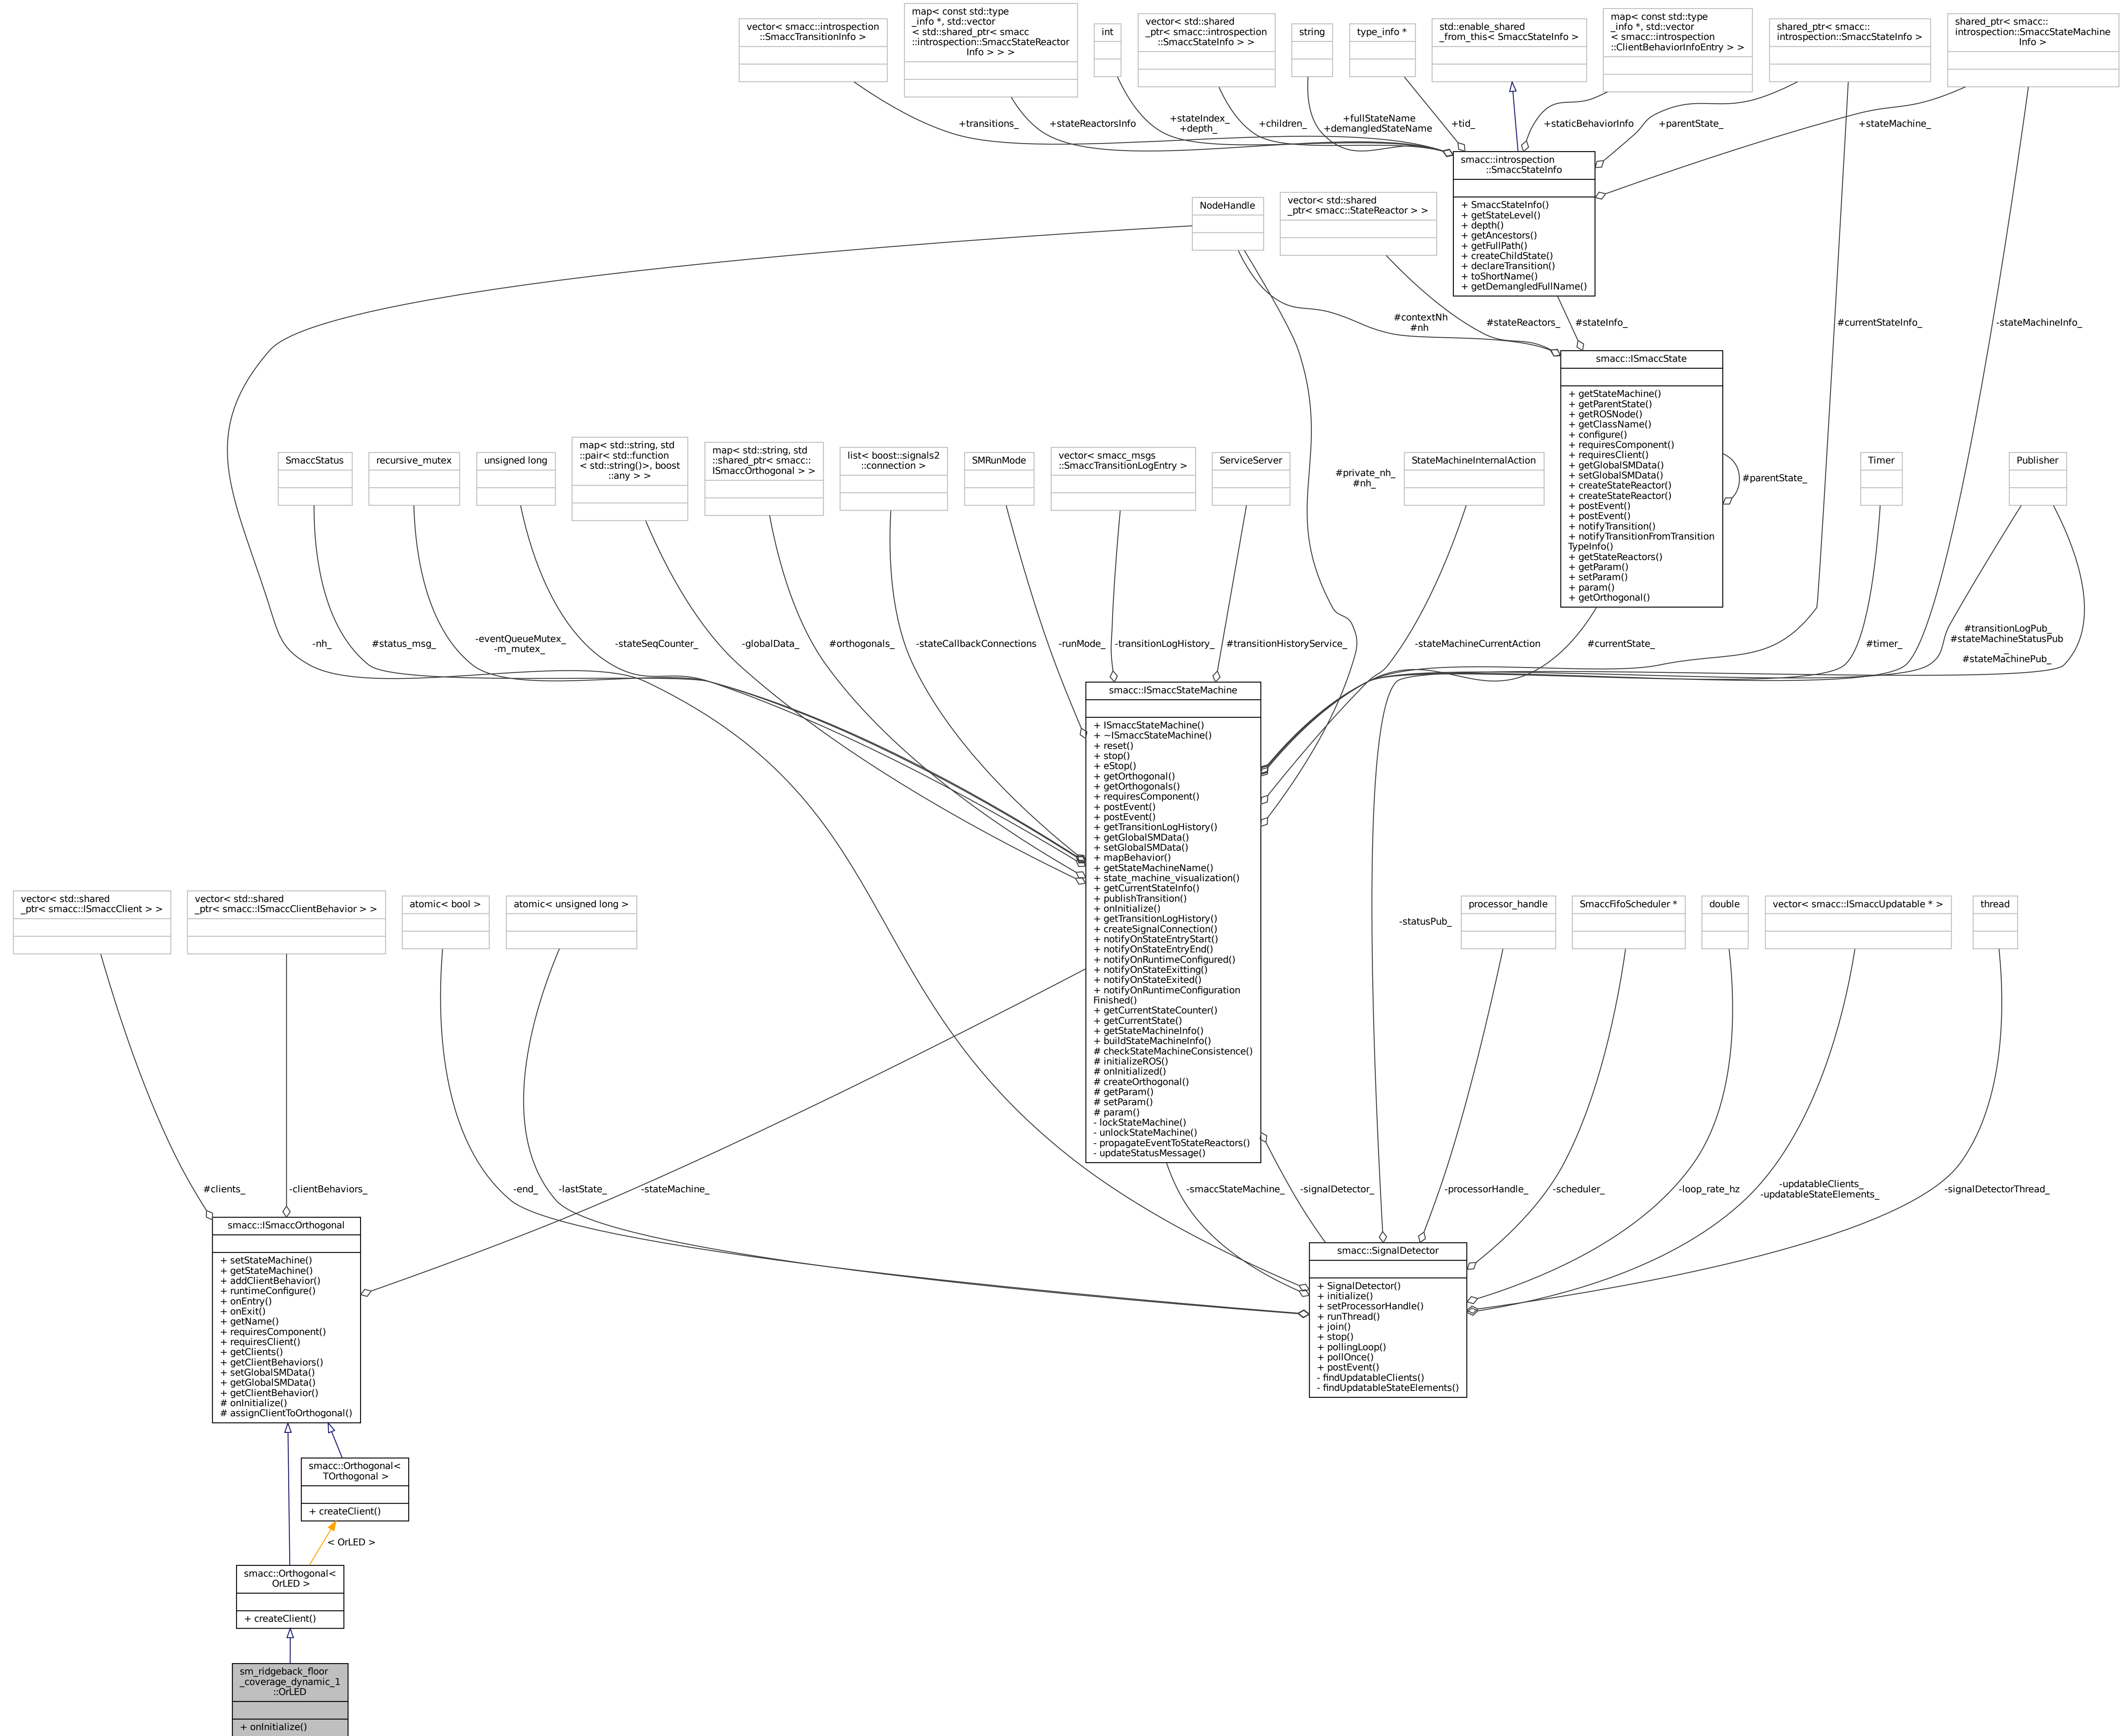 vector< smacc::introspection
::SmaccTransitionInfo >
map< const std::type
_info *, std::vector
< std::shared_ptr< smacc
::introspection::SmaccStateReactor
Info > > >
int
vector< std::shared
_ptr< smacc::introspection
::SmaccStateInfo > >
string
type_info *
std::enable_shared
_from_this< SmaccStateInfo >
map< const std::type
_info *, std::vector
< smacc::introspection
::ClientBehaviorInfoEntry > >
shared_ptr< smacc::
introspection::SmaccStateInfo >
shared_ptr< smacc::
introspection::SmaccStateMachine
Info >
+transitions_
+stateReactorsInfo
+stateIndex_
+depth_
+children_
+fullStateName
+demangledStateName
+tid_
+staticBehaviorInfo
+parentState_
+stateMachine_
smacc::introspection
::SmaccStateInfo
+ SmaccStateInfo()
+ getStateLevel()
+ depth()
+ getAncestors()
+ getFullPath()
+ createChildState()
+ declareTransition()
+ toShortName()
+ getDemangledFullName()
NodeHandle
vector< std::shared
_ptr< smacc::StateReactor > >
#contextNh
#nh
#stateReactors_
#stateInfo_
#currentStateInfo_
-stateMachineInfo_
smacc::ISmaccState
+ getStateMachine()
+ getParentState()
+ getROSNode()
+ getClassName()
+ configure()
+ requiresComponent()
+ requiresClient()
+ getGlobalSMData()
+ setGlobalSMData()
+ createStateReactor()
+ createStateReactor()
+ postEvent()
+ postEvent()
+ notifyTransition()
+ notifyTransitionFromTransition
TypeInfo()
+ getStateReactors()
+ getParam()
+ setParam()
+ param()
+ getOrthogonal()
#parentState_
SmaccStatus
recursive_mutex
unsigned long
map< std::string, std
::pair< std::function
< std::string()>, boost
::any > >
map< std::string, std
::shared_ptr< smacc::
ISmaccOrthogonal > >
list< boost::signals2
::connection >
SMRunMode
vector< smacc_msgs
::SmaccTransitionLogEntry >
ServiceServer
#private_nh_
#nh_
StateMachineInternalAction
Timer
Publisher
-nh_
#status_msg_
-eventQueueMutex_
-m_mutex_
-stateSeqCounter_
-globalData_
#orthogonals_
-stateCallbackConnections
-runMode_
-transitionLogHistory_
#transitionHistoryService_
-stateMachineCurrentAction
#currentState_
#timer_
#transitionLogPub_
#stateMachineStatusPub
_
#stateMachinePub_
smacc::ISmaccStateMachine
+ ISmaccStateMachine()
+ ~ISmaccStateMachine()
+ reset()
+ stop()
+ eStop()
+ getOrthogonal()
+ getOrthogonals()
+ requiresComponent()
+ postEvent()
+ postEvent()
+ getTransitionLogHistory()
+ getGlobalSMData()
+ setGlobalSMData()
+ mapBehavior()
+ getStateMachineName()
+ state_machine_visualization()
+ getCurrentStateInfo()
+ publishTransition()
+ onInitialize()
+ getTransitionLogHistory()
+ createSignalConnection()
+ notifyOnStateEntryStart()
+ notifyOnStateEntryEnd()
+ notifyOnRuntimeConfigured()
+ notifyOnStateExitting()
+ notifyOnStateExited()
+ notifyOnRuntimeConfiguration
Finished()
+ getCurrentStateCounter()
+ getCurrentState()
+ getStateMachineInfo()
+ buildStateMachineInfo()
# checkStateMachineConsistence()
# initializeROS()
# onInitialized()
# createOrthogonal()
# getParam()
# setParam()
# param()
- lockStateMachine()
- unlockStateMachine()
- propagateEventToStateReactors()
- updateStatusMessage()
vector< std::shared
_ptr< smacc::ISmaccClient > >
vector< std::shared
_ptr< smacc::ISmaccClientBehavior > >
atomic< bool >
atomic< unsigned long >
-statusPub_
processor_handle
SmaccFifoScheduler *
double
vector< smacc::ISmaccUpdatable * >
thread
#clients_
-clientBehaviors_
-end_
-lastState_
-stateMachine_
-smaccStateMachine_
-signalDetector_
-processorHandle_
-scheduler_
-loop_rate_hz
-updatableClients_
-updatableStateElements_
-signalDetectorThread_
smacc::ISmaccOrthogonal
+ setStateMachine()
+ getStateMachine()
+ addClientBehavior()
+ runtimeConfigure()
+ onEntry()
+ onExit()
+ getName()
+ requiresComponent()
+ requiresClient()
+ getClients()
+ getClientBehaviors()
+ setGlobalSMData()
+ getGlobalSMData()
+ getClientBehavior()
# onInitialize()
# assignClientToOrthogonal()
smacc::SignalDetector
+ SignalDetector()
+ initialize()
+ setProcessorHandle()
+ runThread()
+ join()
+ stop()
+ pollingLoop()
+ pollOnce()
+ postEvent()
- findUpdatableClients()
- findUpdatableStateElements()
smacc::Orthogonal<
TOrthogonal >
+ createClient()
< OrLED >
smacc::Orthogonal<
OrLED >
+ createClient()
sm_ridgeback_floor
_coverage_dynamic_1
::OrLED
+ onInitialize()